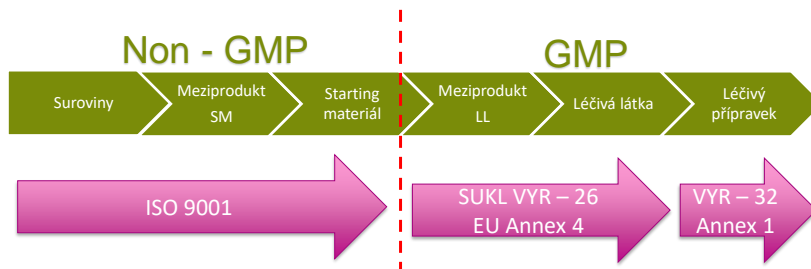 Non - GMP
GMP
Suroviny
Meziprodukt
SM
Starting
materiál
Meziprodukt
LL
Léčivá látka
Léčivý
přípravek
ISO 9001
SUKL VYR – 26
EU Annex 4
VYR – 32
Annex 1